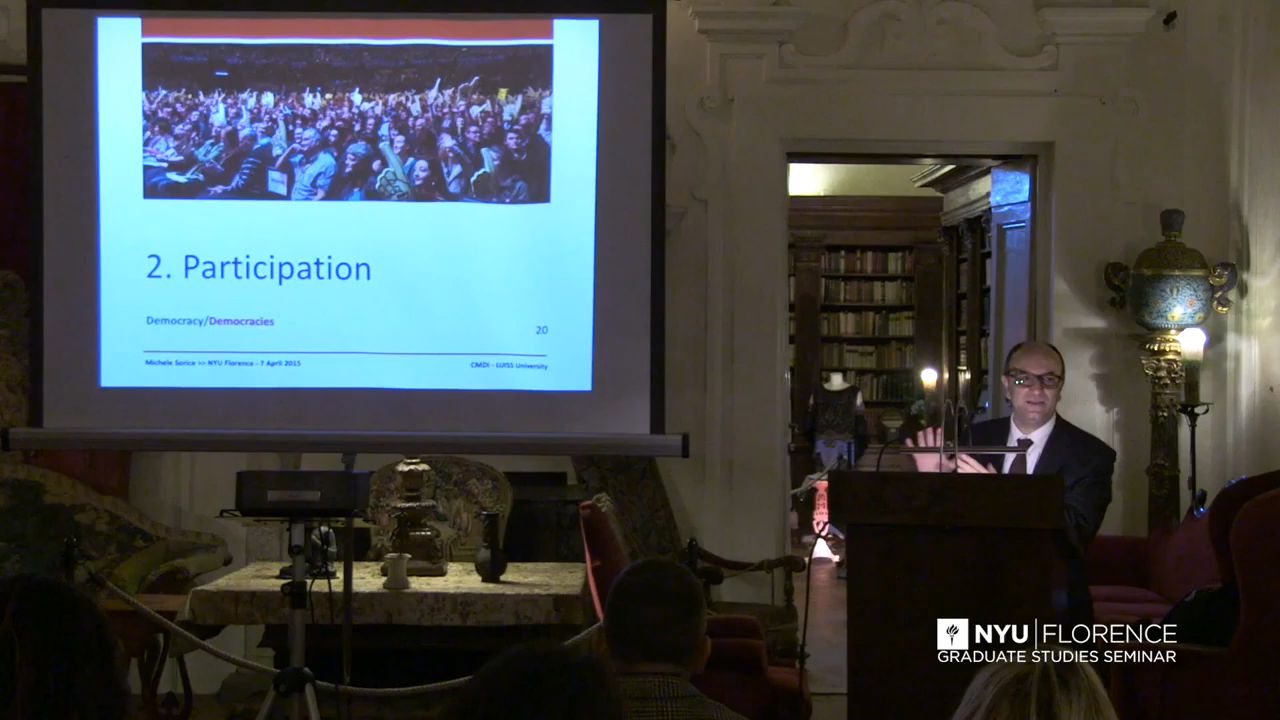 2. Participation
Democracy/Democracies
20
Michele Sorice >> NYU Florence - 7 April 2015
CMDI - LUISS University
NYU FLORENCE
GRADUATE STUDIES SEMINAR